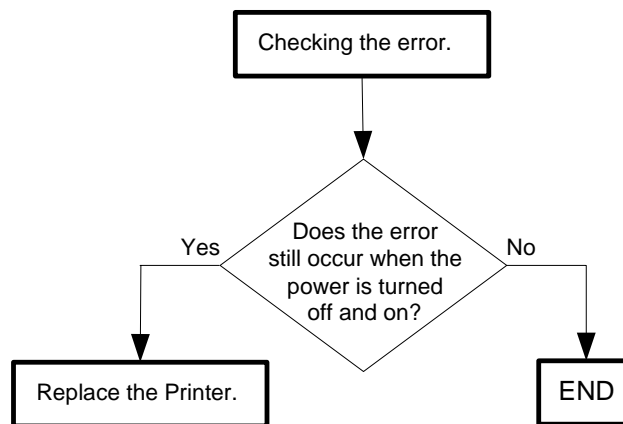 Checking the error.
Does the error
still occur when the
power is turned
off and on?
Yes
No
Replace the Printer.
END